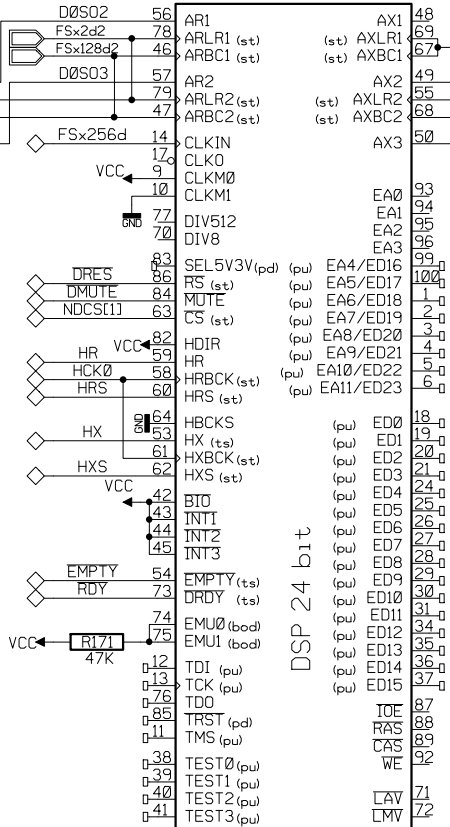 DØSO2 56 AR1 AX1 48
FSx2d2 78 ARLR1 (st) AXLR1 69
FSx128d2 46 ARBC1 (st) AXBC1 67
DØSO3 57 AR2 AX2 49
79 ARLR2 (st) (st) AXLR2 55
47 ARBC2 (st) (st) AXBC2 68
FSx256d 14 CLKIN AX3 50
17 CLKO
VCC 9 CLKMØ
10 CLKM1 EAØ 93
GND EA1 94
77 DIV512 EA2 95
70 DIV8 EA3 96
83 SEL5V3V (pd) (pu) EA4/ED16 99
DRES 86 RS (st) (pu) EA5/ED17 100
DMUTE 84 MUTE (pu) EA6/ED18 1
NDCS[1] 63 CS (st) (pu) EA7/ED19 2
VCC 82 HDIR (pu) EA8/ED20 3
HR 59 HR (pu) EA9/ED21 4
HCKØ 58 HRBCK (st) (pu) EA10/ED22 5
HRS 60 HRS (st) (pu) EA11/ED23 6
GND 64 HBCKS (pu) EDØ 18
HX 53 HX (ts) (pu) ED1 19
61 HXBCK (st) (pu) ED2 20
HXS 62 HXS (st) (pu) ED3 21
VCC 42 BIO (pu) ED4 24
43 INT1 (pu) ED5 25
44 INT2 (pu) ED6 26
45 INT3 (pu) ED7 27
(pu) ED8 28
EMPTY 54 EMPTY (ts) (pu) ED9 29
RDY 73 DRDY (ts) (pu) ED10 30
74 EMUØ (bod) (pu) ED11 31
VCC R171 75 EMU1 (bod) (pu) ED12 34
47K (pu) ED13 35
12 TDI (pu) (pu) ED14 36
13 TCK (pu) (pu) ED15 37
76 TDO IOE 87
85 TRST (pd) RAS 88
11 TMS (pu) CAS 89
38 TESTØ (pu) WE 92
39 TEST1 (pu)
40 TEST2 (pu) LAV 71
41 TEST3 (pu) LMV 72
DSP 24 bit